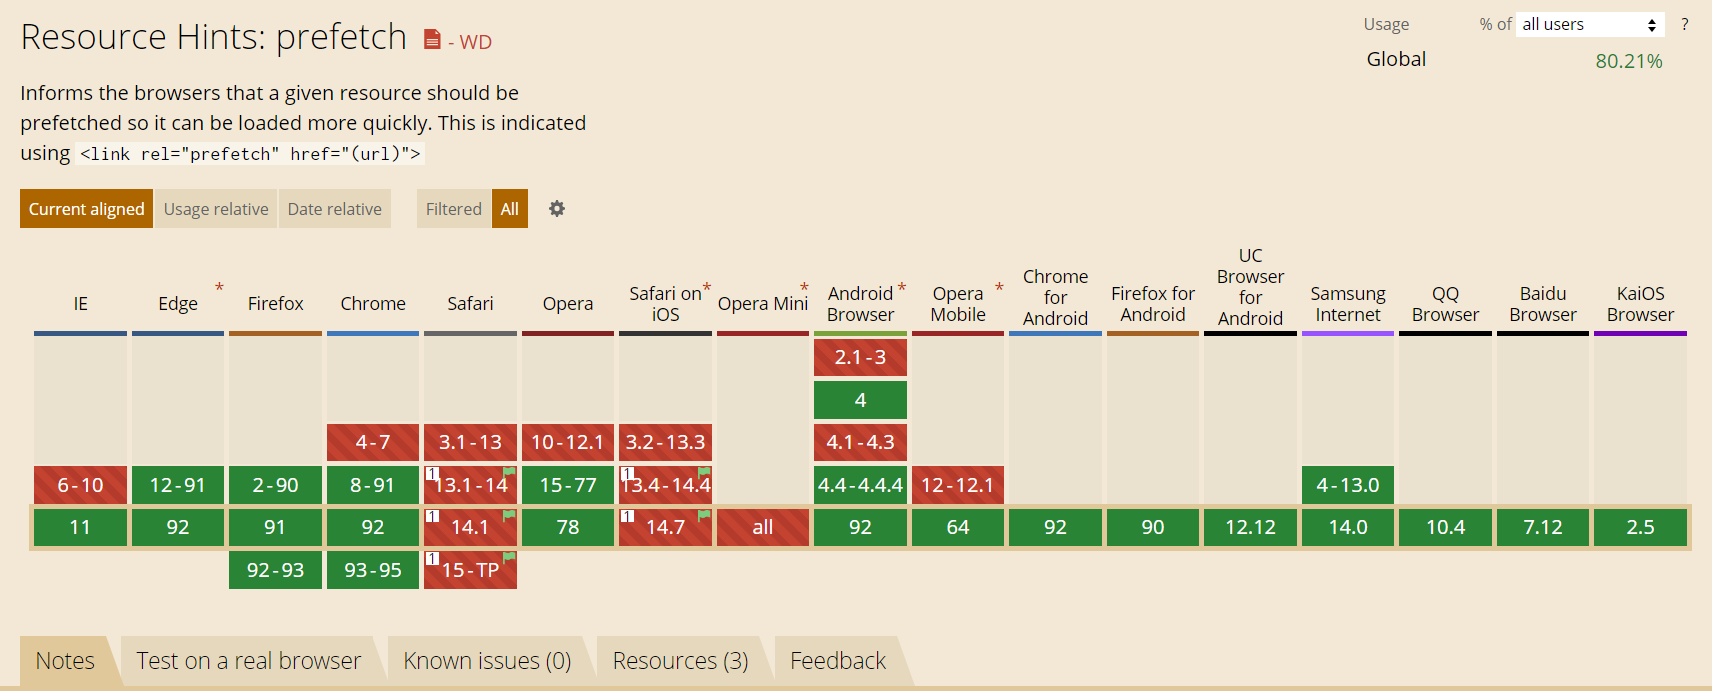 Resource Hints: prefetch - WD
Usage % of all users ?
Global 80.21%
Informs the browsers that a given resource should be
prefetched so it can be loaded more quickly. This is indicated
using <link rel="prefetch" href="(url)">
Current aligned Usage relative Date relative Filtered All
IE
Edge *
Firefox
Chrome
Safari
Opera
Safari on *
iOS
Opera Mini *
Android *
Browser
Opera *
Mobile
Chrome
for
Android
Firefox for
Android
UC
Browser
for
Android
Samsung
Internet
QQ
Browser
Baidu
Browser
KaiOS
Browser
2.1-3
4
4-7 3.1-13 10-12.1 3.2-13.3 4.1-4.3
6-10 12-91 2-90 8-91 1 13.1-14 15-77 1 13.4-14.4 4.4-4.4.4 12-12.1 4-13.0
11 92 91 92 1 14.1 78 1 14.7 all 92 64 92 90 12.12 14.0 10.4 7.12 2.5
92-93 93-95 1 15-TP
Notes Test on a real browser Known issues (0) Resources (3) Feedback